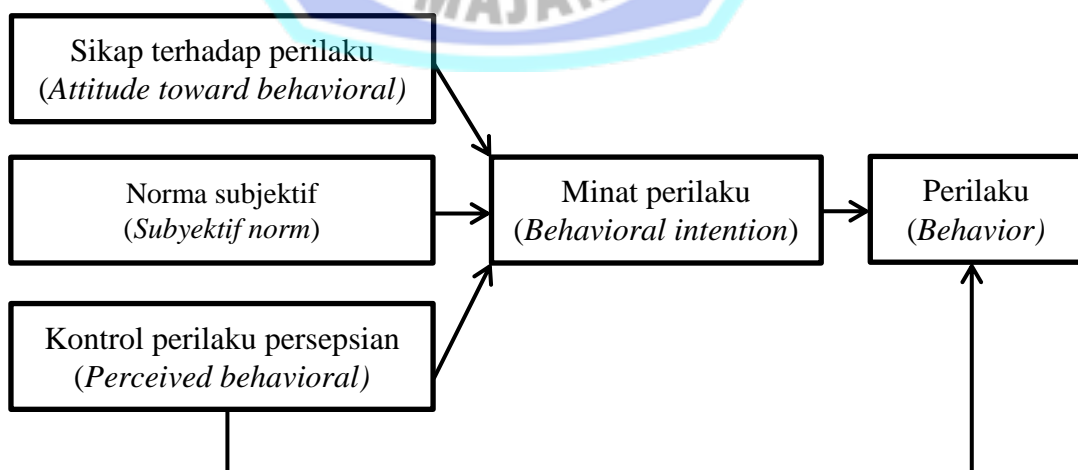 MAJA
Sikap terhadap perilaku
(Attitude toward behavioral)
Norma subjektif
(Subyektif norm)
Kontrol perilaku persepsian
(Perceived behavioral)
Minat perilaku
(Behavioral intention)
Perilaku
(Behavior)